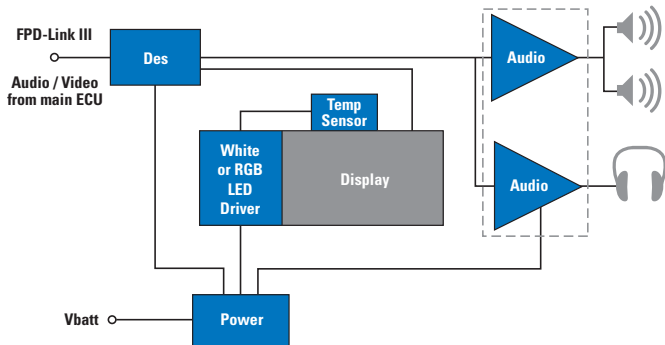 FPD-Link III
Audio / Video
from main ECU
Des
Audio
Temp
Sensor
White
or RGB
LED
Driver
Display
Audio
Vbatt
Power